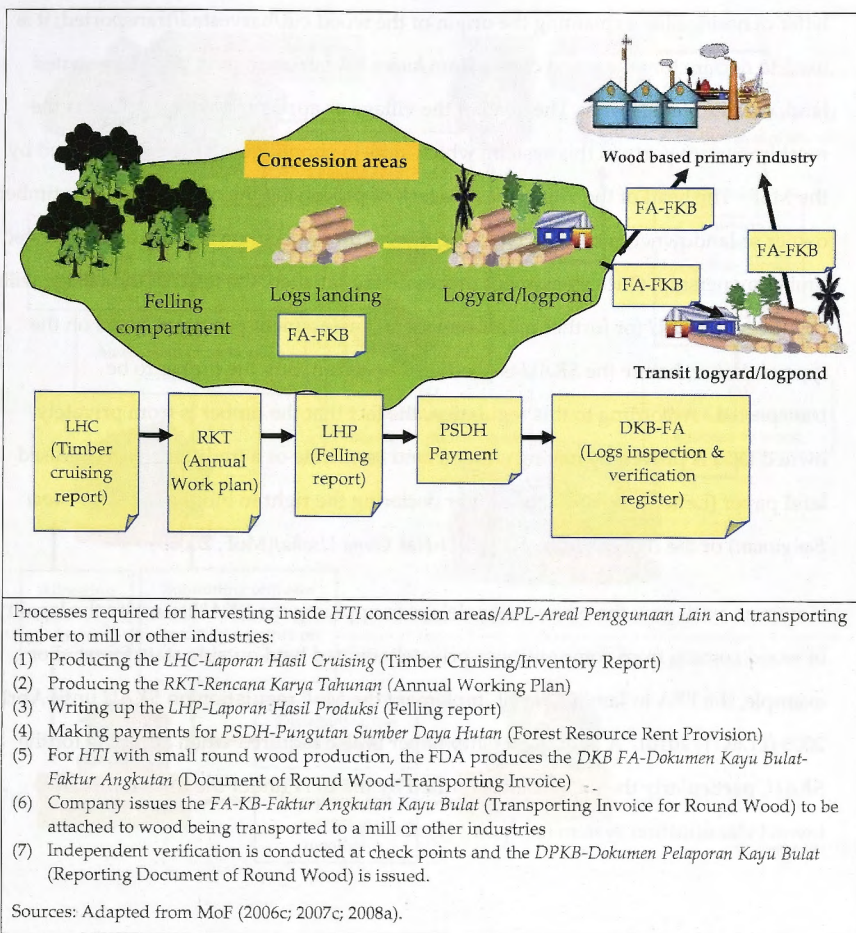 Concession areas
Wood based primary industry
FA-FKB
FA-FKB
FA-FKB
Felling
compartment
Logs landing
FA-FKB
Logyard/logpond
Transit logyard/logpond
LHC
(Timber
cruising
report)
RKT
(Annual
Work plan)
LHP
(Felling
report)
PSDH
Payment
DKB-FA
(Logs inspection &
verification
register)
Processes required for harvesting inside HTI concession areas/APL-Areal Penggunaan Lain and transporting
timber to mill or other industries:
(1) Producing the LHC-Laporan Hasil Cruising (Timber Cruising/Inventory Report)
(2) Producing the RKT-Rencana Karya Tahunan (Annual Working Plan)
(3) Writing up the LHP-Laporan Hasil Produksi (Felling report)
(4) Making payments for PSDH-Pungutan Sumber Daya Hutan (Forest Resource Rent Provision)
(5) For HTI with small round wood production, the FDA produces the DKB FA-Dokumen Kayu Bulat-
Faktur Angkutan (Document of Round Wood-Transporting Invoice)
(6) Company issues the FA-KB-Faktur Angkutan Kayu Bulat (Transporting Invoice for Round Wood) to be
attached to wood being transported to a mill or other industries
(7) Independent verification is conducted at check points and the DPKB-Dokumen Pelaporan Kayu Bulat
(Reporting Document of Round Wood) is issued.
Sources: Adapted from MoF (2006c; 2007c; 2008a).